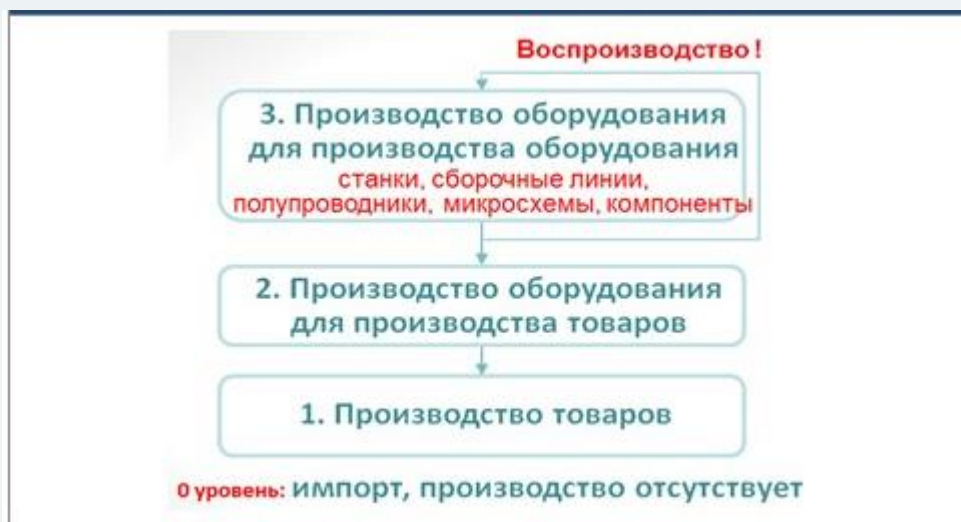 Воспроизводство!
3. Производство оборудования
для производства оборудования
станки, сборочные линии,
полупроводники, микросхемы, компоненты
2. Производство оборудования
для производства товаров
1. Производство товаров
0 уровень: импорт, производство отсутствует